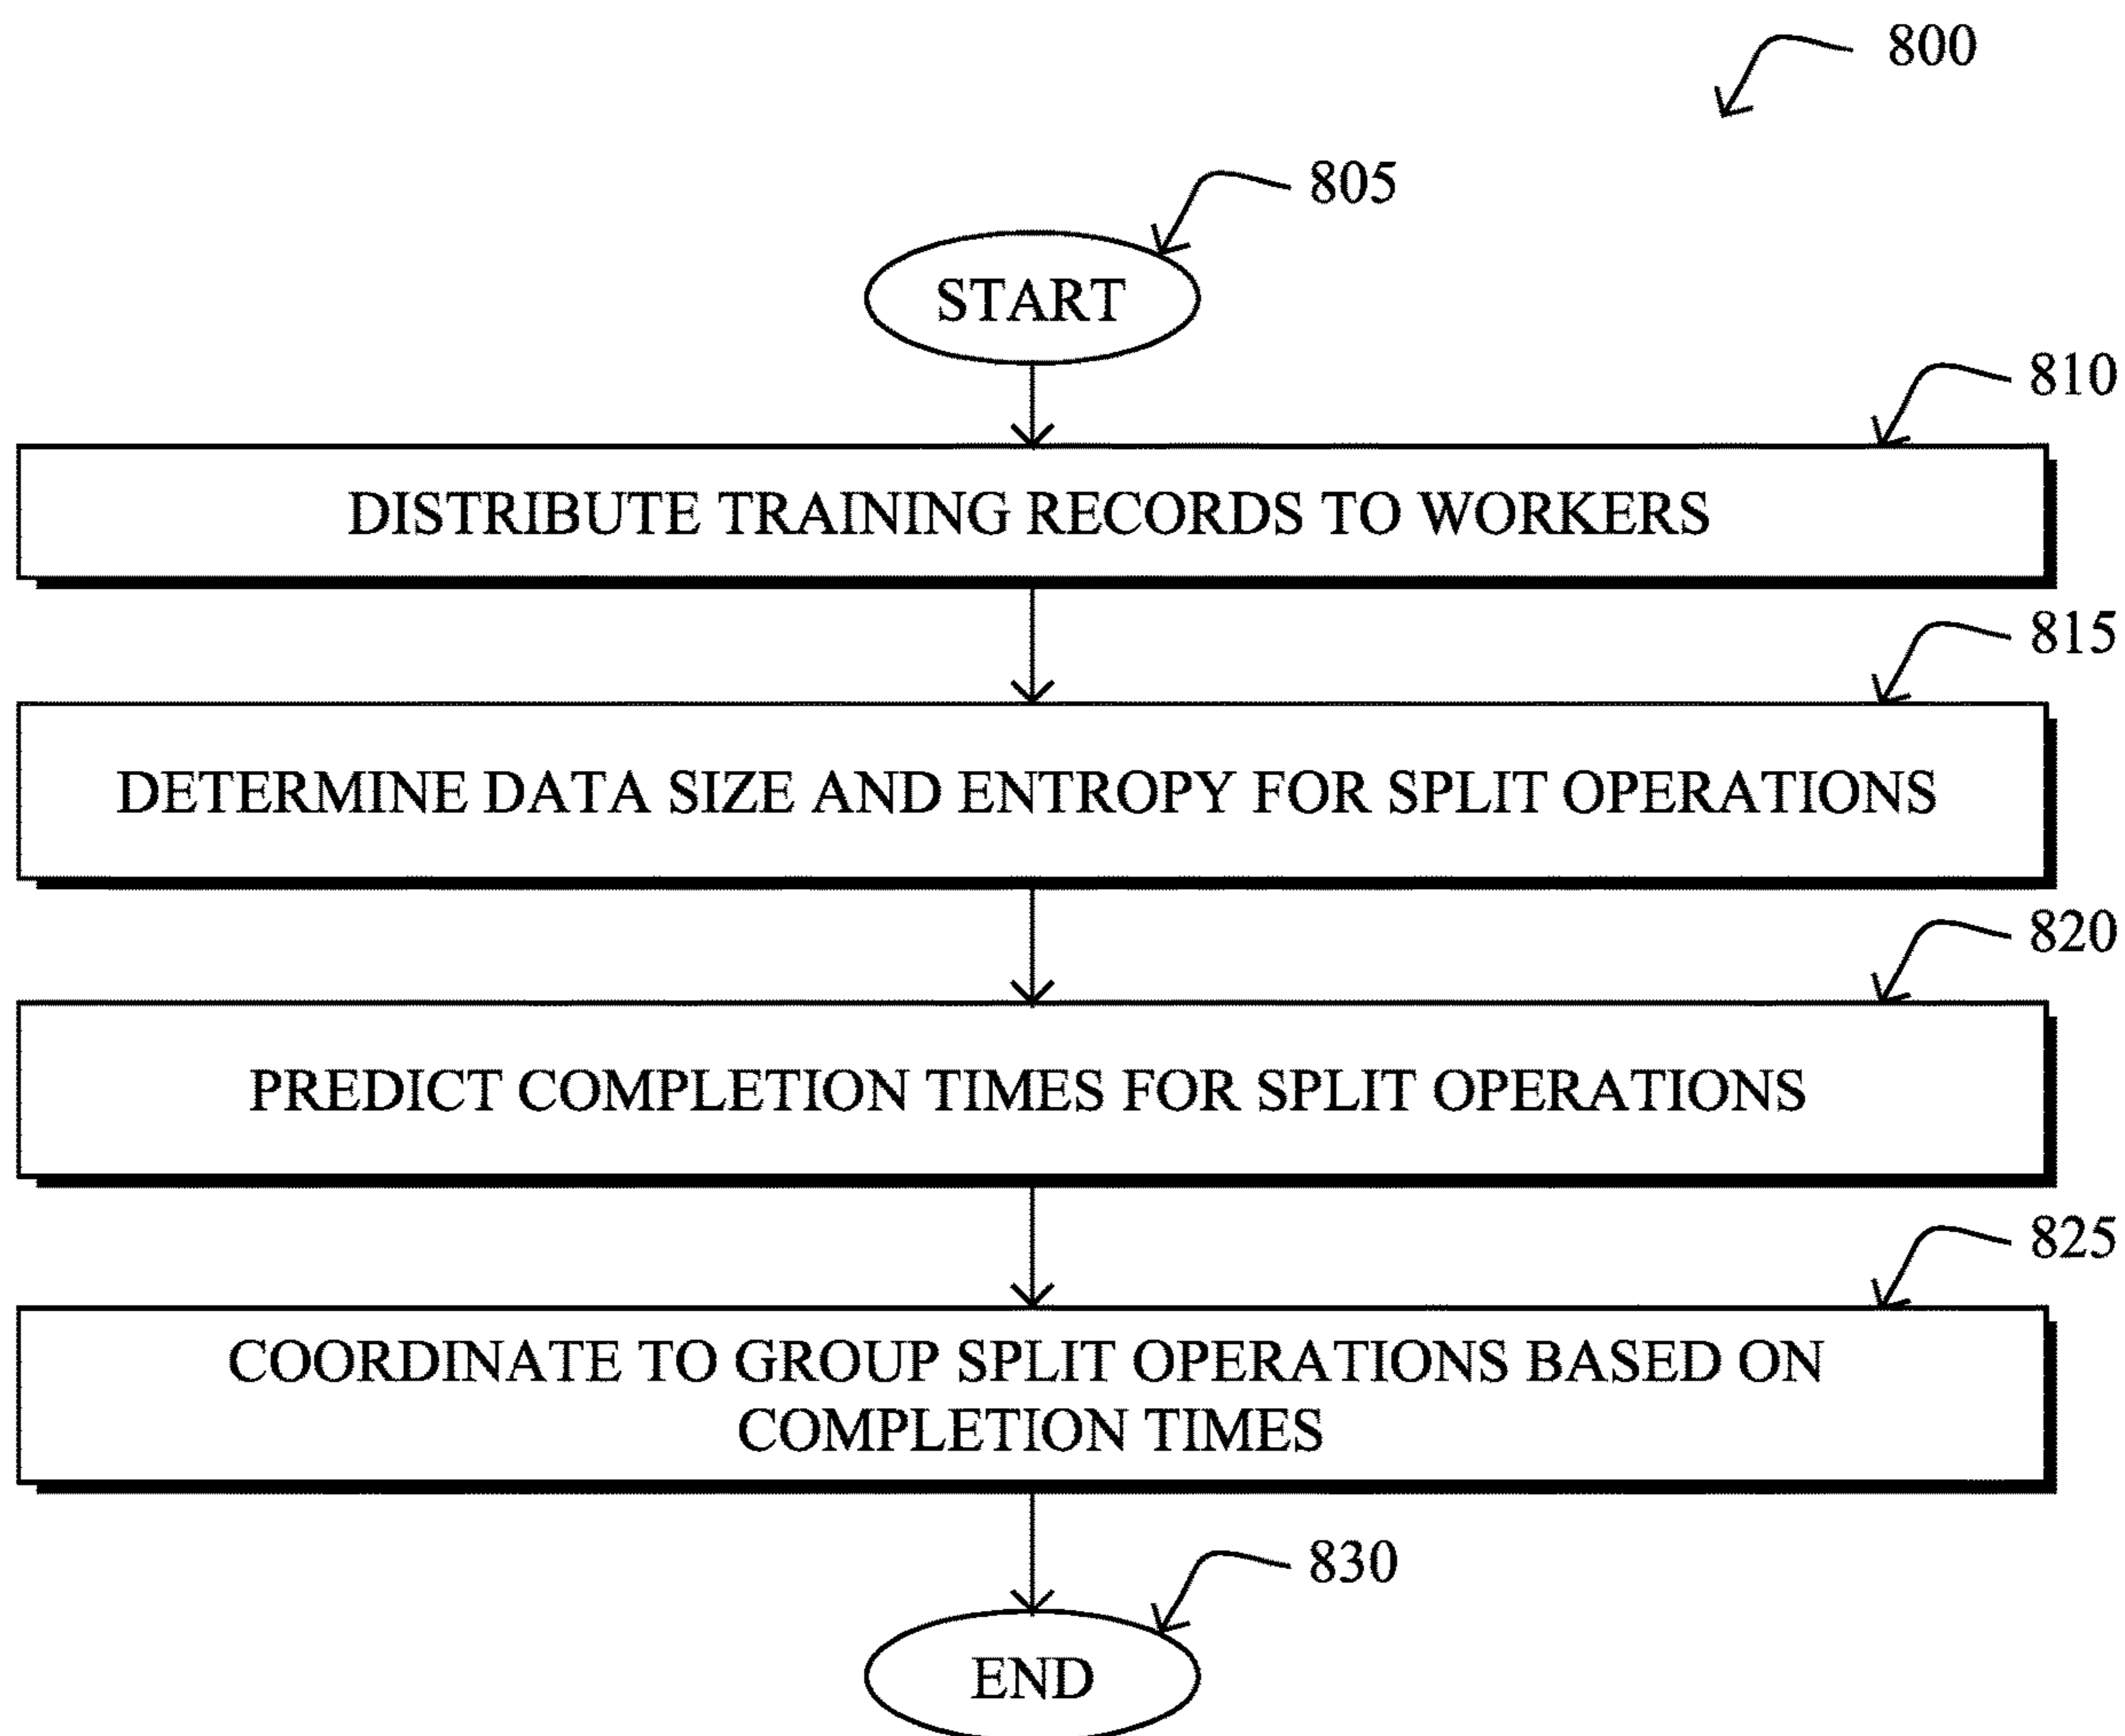 800
805
START
810
DISTRIBUTE TRAINING RECORDS TO WORKERS
815
DETERMINE DATA SIZE AND ENTROPY FOR SPLIT OPERATIONS
820
PREDICT COMPLETION TIMES FOR SPLIT OPERATIONS
825
COORDINATE TO GROUP SPLIT OPERATIONS BASED ON
COMPLETION TIMES
830
END